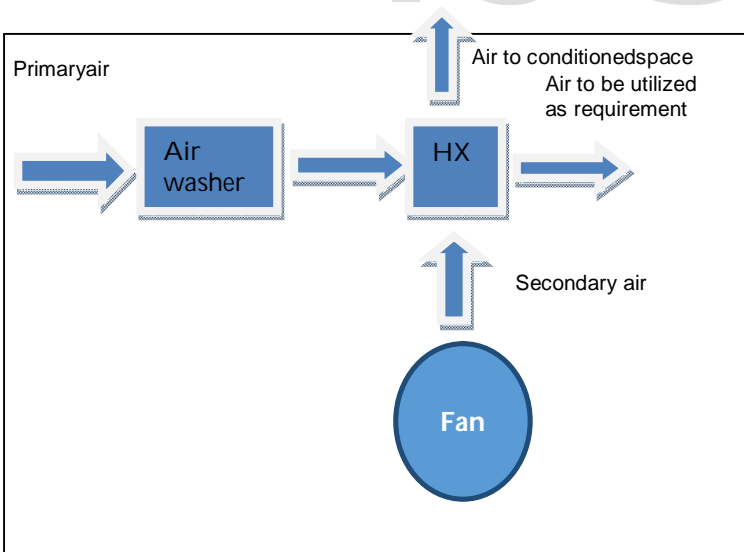 Primaryair
Air to conditionedspace
Air to be utilized
as requirement
Air
washer
HX
Secondary air
Fan